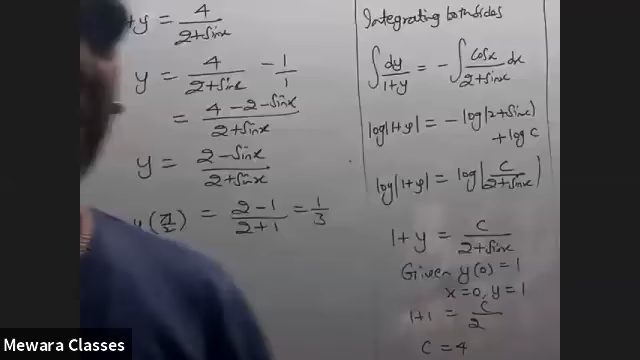 +y = 4/(2+sinx)
y = 4/(2+sinx) - 1/1
= (4-2-sinx)/(2+sinx)
y = (2-sinx)/(2+sinx)
(π/2) = (2-1)/(2+1) = 1/3
Integrating both sides
∫ dy/(1+y) = -∫ cosx/(2+sinx) dx
log|1+y| = -log|2+sinx|
+ log c
log|1+y| = log|c/(2+sinx)|
1+y = c/(2+sinx)
Given y(0) = 1
x=0, y=1
1+1 = c/2
c = 4
Mewara Classes